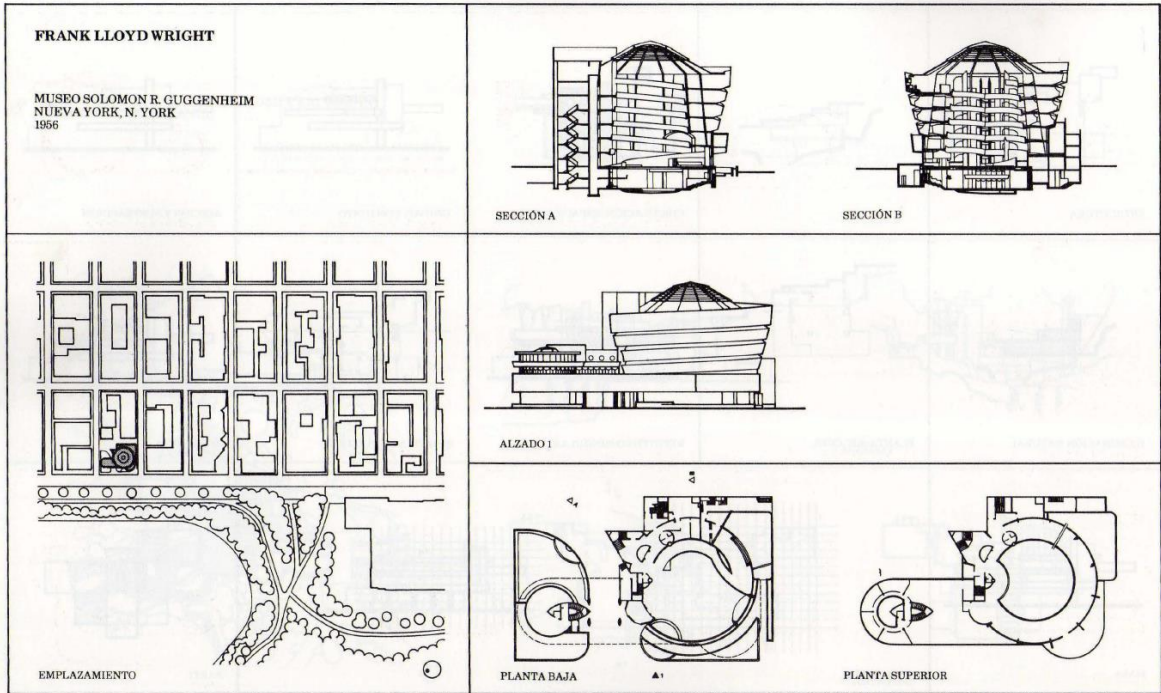 FRANK LLOYD WRIGHT
MUSEO SOLOMON R. GUGGENHEIM
NUEVA YORK, N. YORK
1956
SECCIÓN A
SECCIÓN B
ALZADO 1
EMPLAZAMIENTO
PLANTA BAJA
1
PLANTA SUPERIOR